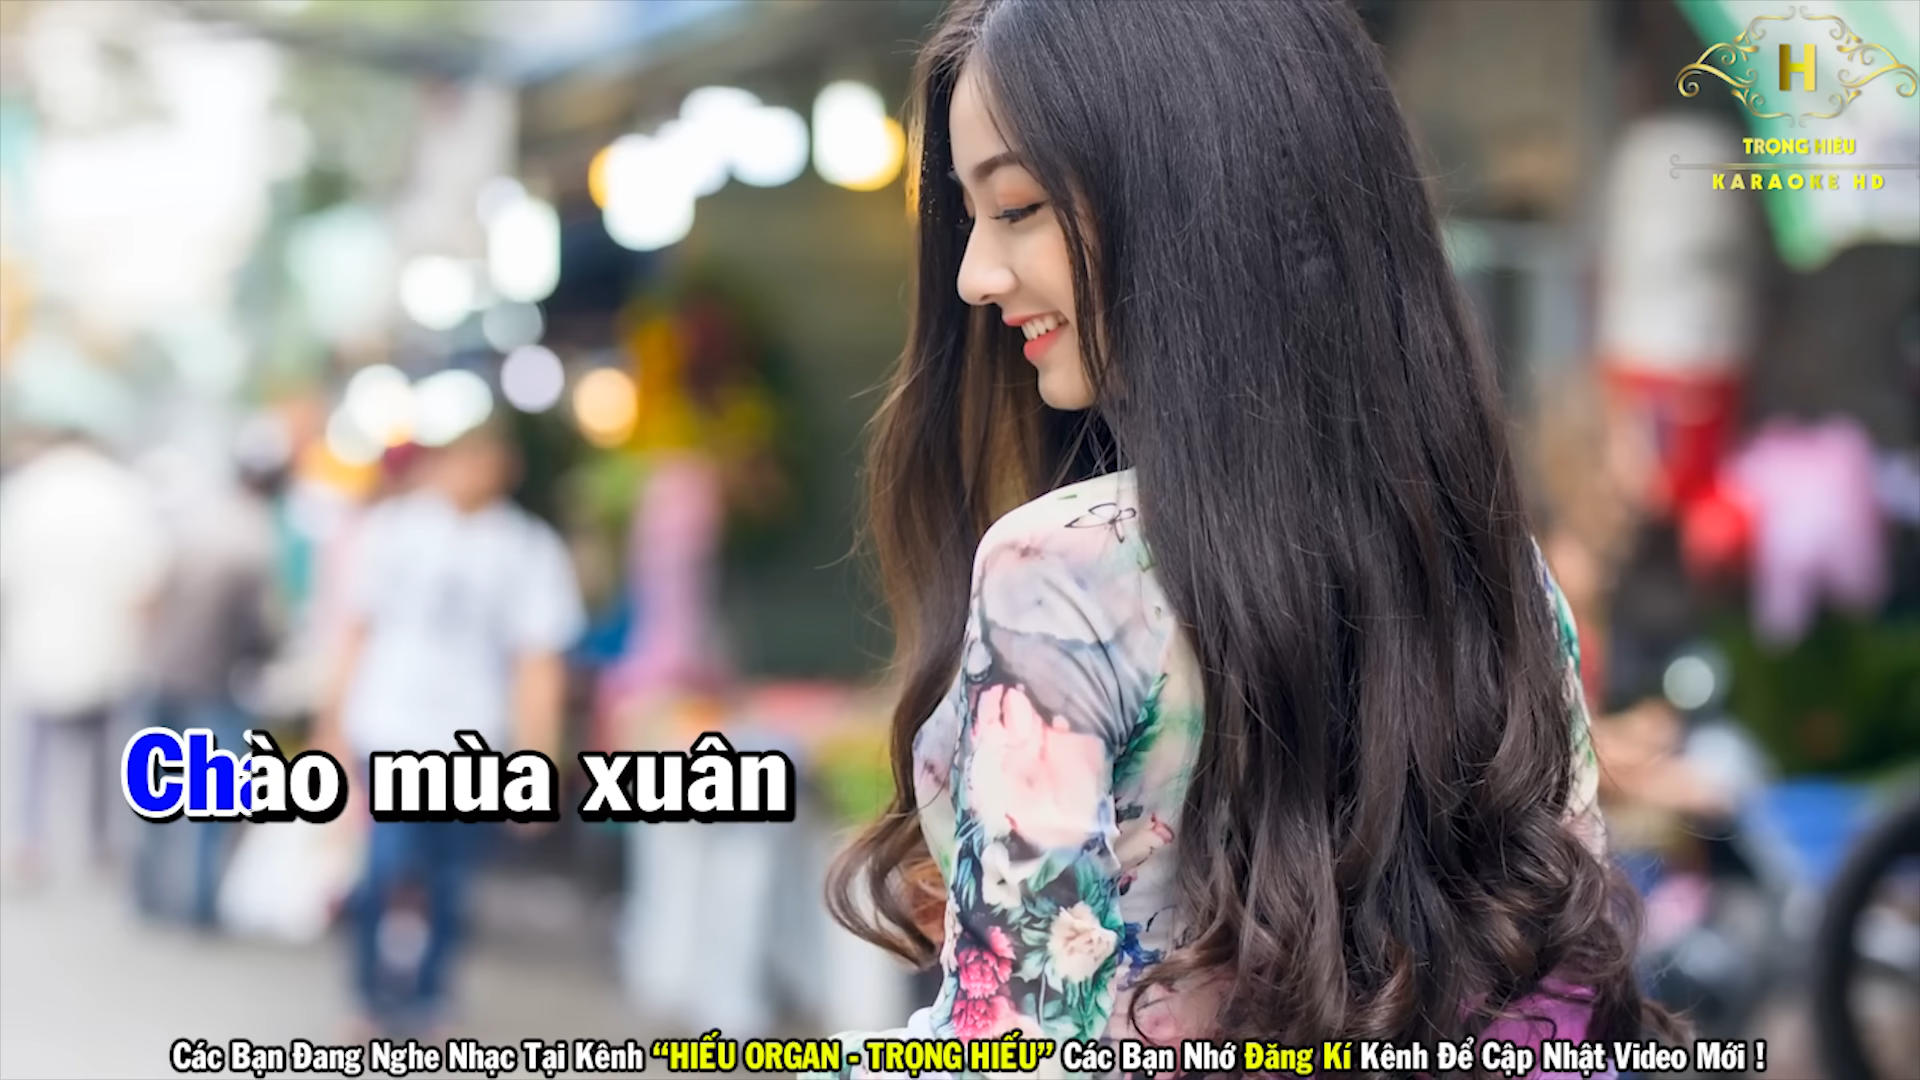 H
TRỌNG HIẾU
KARAOKE HD
Chào mùa xuân
Các Bạn Đang Nghe Nhạc Tại Kênh “HIẾU ORGAN - TRỌNG HIẾU” Các Bạn Nhớ Đăng Kí Kênh Để Cập Nhật Video Mới !